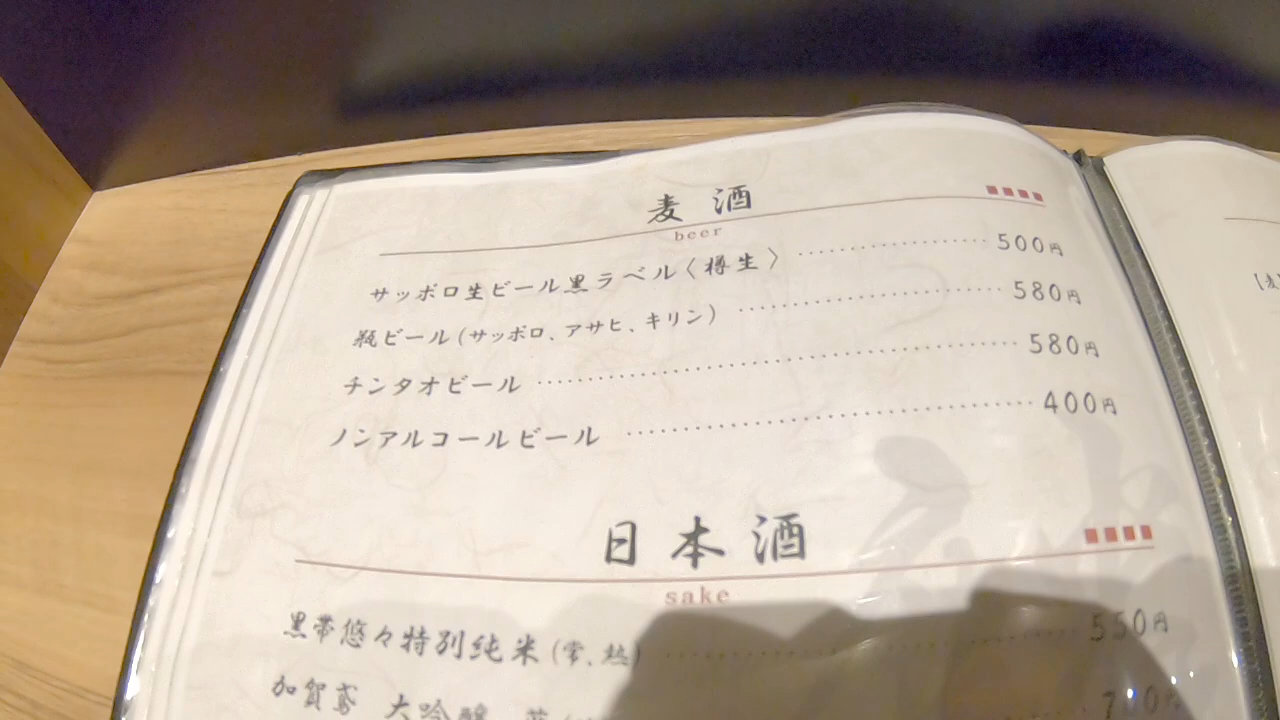 麦酒
beer
サッポロ生ビール黒ラベル〈樽生〉 500円
瓶ビール(サッポロ、アサヒ、キリン) 580円
チンタオビール 580円
ノンアルコールビール 400円
日本酒
sake
黒帯悠々特別純米(常、熱) 550円
加賀鳶 大吟醸